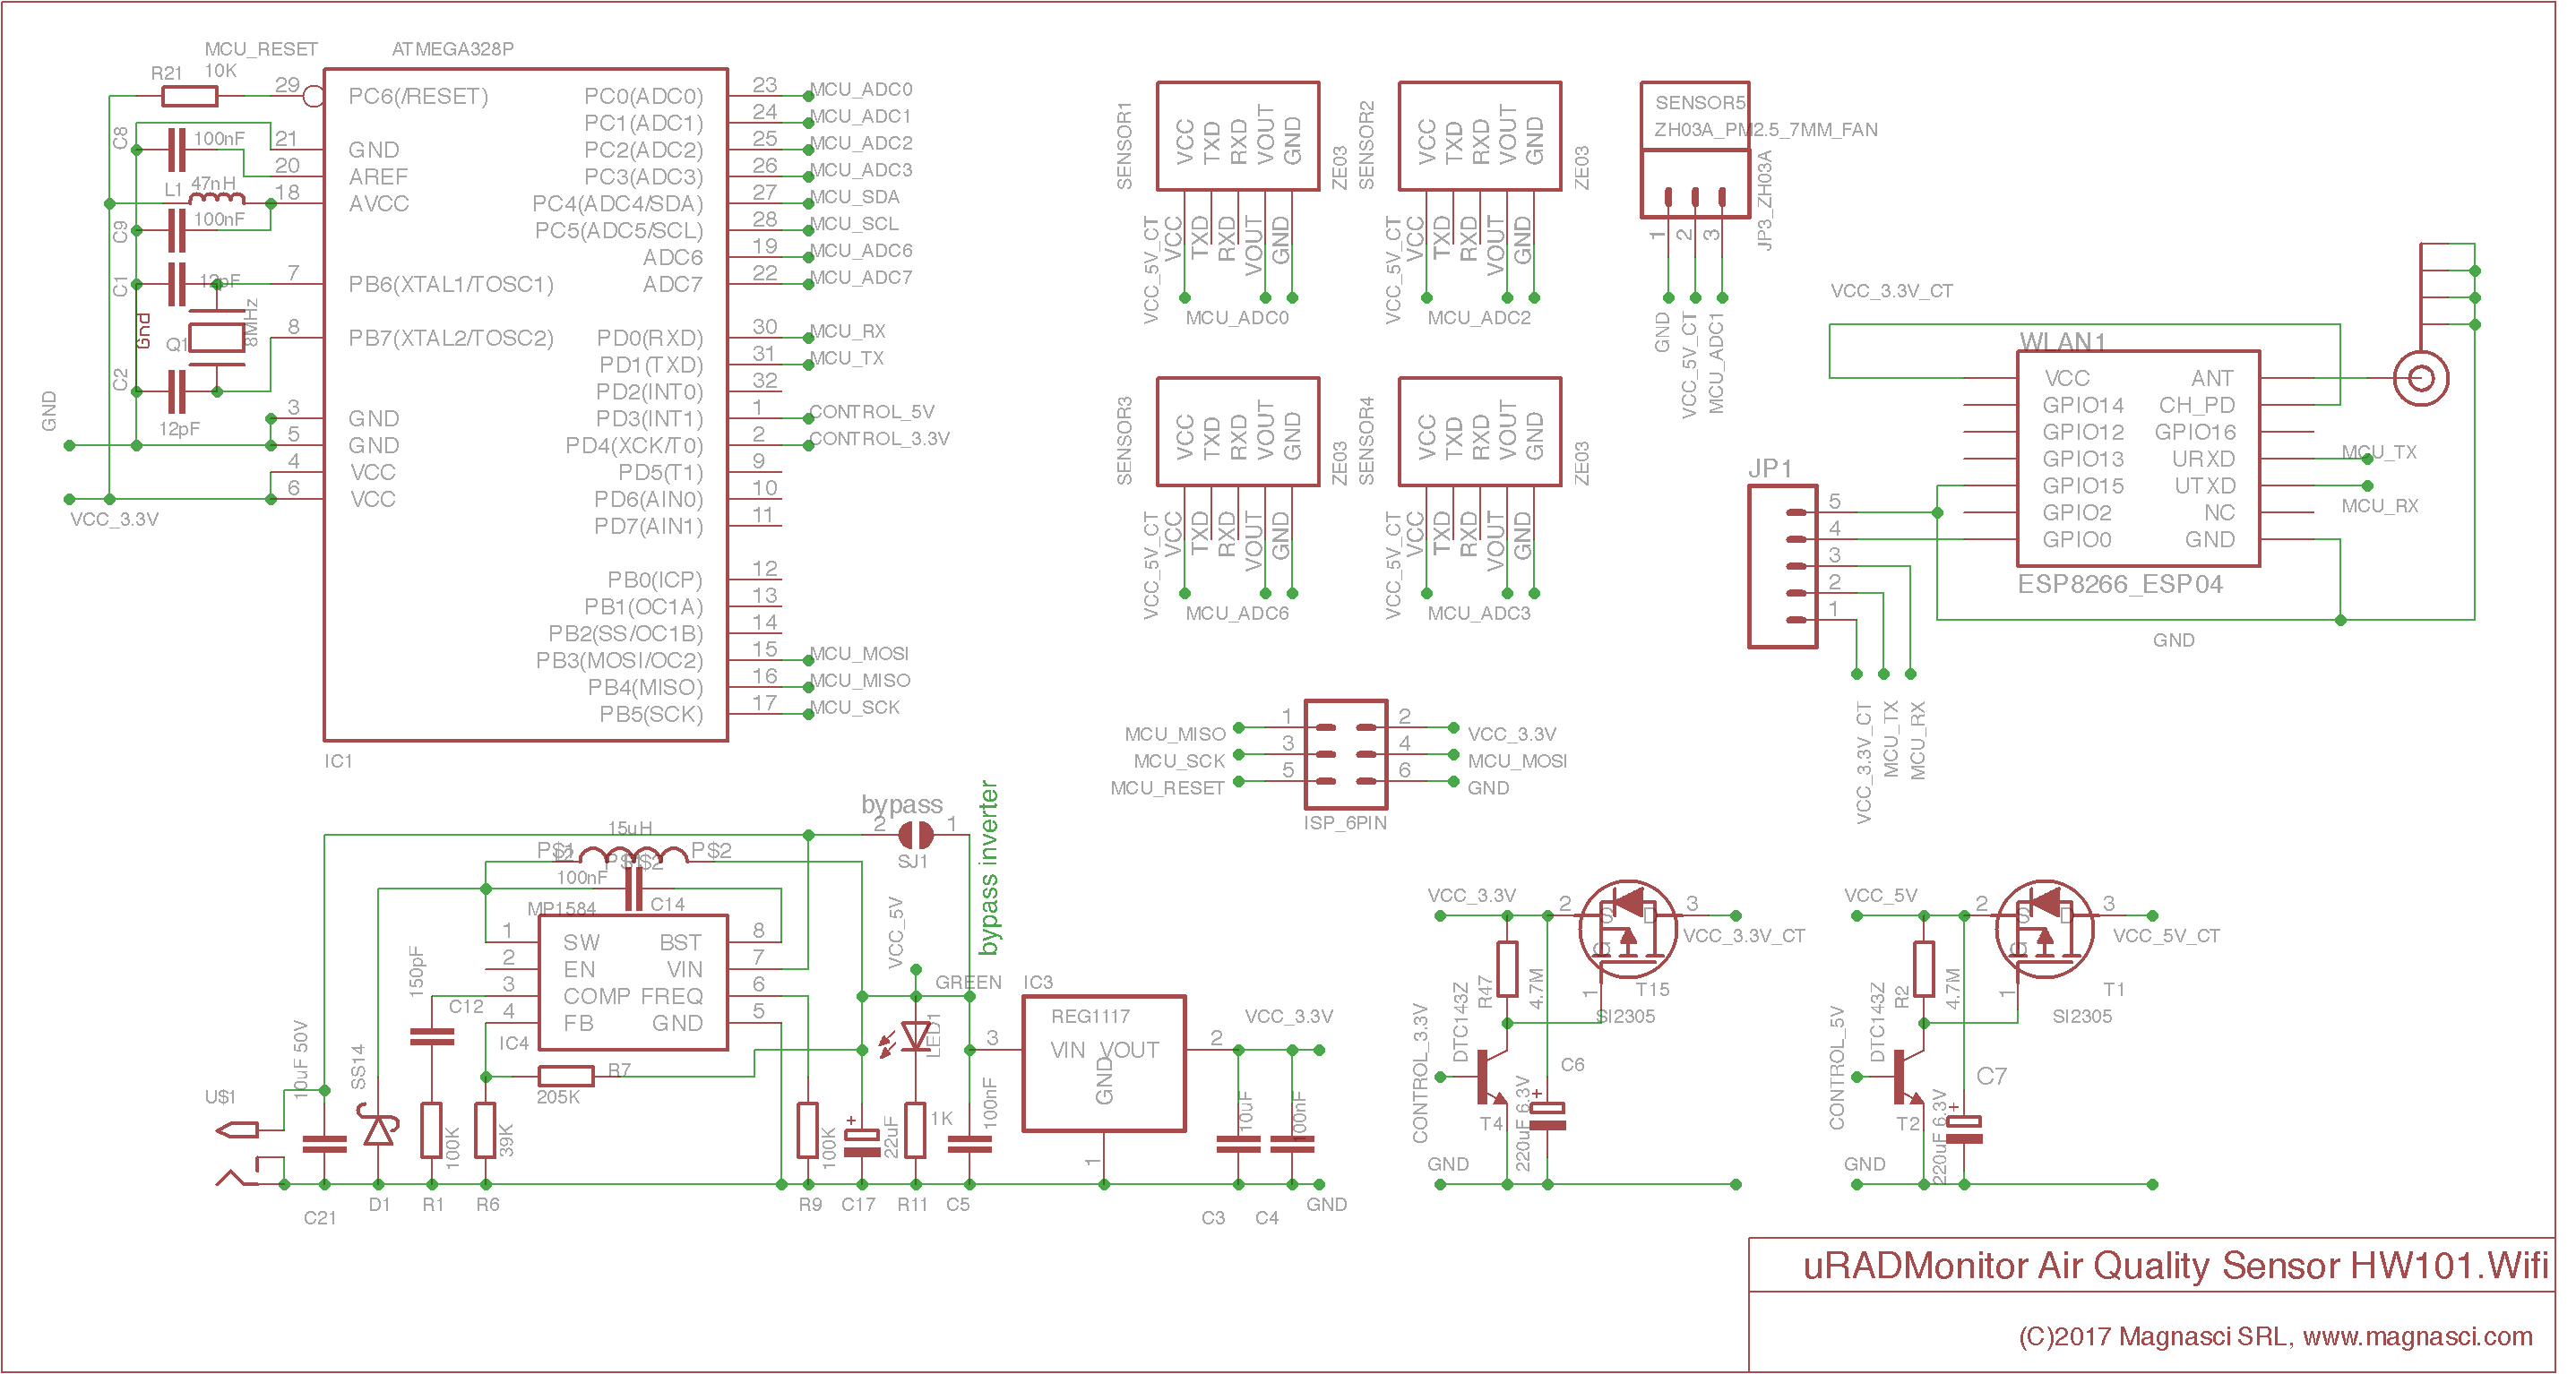 MCU_RESET
ATMEGA328P
R21
10K
29
PC6(/RESET)
C8
100nF
21
GND
20
AREF
L1
47nH
18
AVCC
C9
100nF
C1
12pF
7
PB6(XTAL1/TOSC1)
Gnd
Q1
8MHz
8
PB7(XTAL2/TOSC2)
C2
12pF
GND
3
GND
5
GND
4
VCC
6
VCC
VCC_3.3V
PC0(ADC0)
23
MCU_ADC0
PC1(ADC1)
24
MCU_ADC1
PC2(ADC2)
25
MCU_ADC2
PC3(ADC3)
26
MCU_ADC3
PC4(ADC4/SDA)
27
MCU_SDA
PC5(ADC5/SCL)
28
MCU_SCL
ADC6
19
MCU_ADC6
ADC7
22
MCU_ADC7
PD0(RXD)
30
MCU_RX
PD1(TXD)
31
MCU_TX
PD2(INT0)
32
PD3(INT1)
1
CONTROL_5V
PD4(XCK/T0)
2
CONTROL_3.3V
PD5(T1)
9
PD6(AIN0)
10
PD7(AIN1)
11
PB0(ICP)
12
PB1(OC1A)
13
PB2(SS/OC1B)
14
PB3(MOSI/OC2)
15
MCU_MOSI
PB4(MISO)
16
MCU_MISO
PB5(SCK)
17
MCU_SCK
IC1
SENSOR1
VCC
TXD
RXD
VOUT
GND
ZE03
VCC_5V_CT
VCC
TXD
RXD
VOUT
GND
MCU_ADC0
SENSOR2
VCC
TXD
RXD
VOUT
GND
ZE03
VCC_5V_CT
VCC
TXD
RXD
VOUT
GND
MCU_ADC2
SENSOR5
ZH03A_PM2.5_7MM_FAN
JP3_ZH03A
1
2
3
GND
VCC_5V_CT
MCU_ADC1
SENSOR3
VCC
TXD
RXD
VOUT
GND
ZE03
VCC_5V_CT
VCC
TXD
RXD
VOUT
GND
MCU_ADC6
SENSOR4
VCC
TXD
RXD
VOUT
GND
ZE03
VCC_5V_CT
VCC
TXD
RXD
VOUT
GND
MCU_ADC3
VCC_3.3V_CT
WLAN1
VCC
ANT
GPIO14
CH_PD
GPIO12
GPIO16
GPIO13
URXD
MCU_TX
GPIO15
UTXD
MCU_RX
GPIO2
NC
GPIO0
GND
ESP8266_ESP04
GND
JP1
5
4
3
2
1
VCC_3.3V_CT
MCU_TX
MCU_RX
MCU_MISO
1
2
VCC_3.3V
MCU_SCK
3
4
MCU_MOSI
MCU_RESET
5
6
GND
ISP_6PIN
bypass
2
1
SJ1
bypass inverter
15uH
P$1
P$2
100nF
C14
MP1584
1
SW
BST
8
2
EN
VIN
7
3
COMP
FREQ
6
4
FB
GND
5
IC4
150pF
C12
10uF 50V
SS14
U$1
R7
205K
100K
39K
100K
22uF
1K
100nF
VCC_5V
GREEN
LED1
C21
D1
R1
R6
R9
C17
R11
C5
IC3
REG1117
3
VIN
VOUT
GND
2
1
VCC_3.3V
10uF
100nF
C3
C4
GND
VCC_3.3V
2
3
S
D
G
VCC_3.3V_CT
R47
4.7M
1
T15
SI2305
CONTROL_3.3V
DTC143Z
T4
C6
220uF 6.3V
GND
VCC_5V
2
3
S
D
G
VCC_5V_CT
R2
4.7M
1
T1
SI2305
CONTROL_5V
DTC143Z
T2
C7
220uF 6.3V
GND
uRADMonitor Air Quality Sensor HW101.Wifi
(C)2017 Magnasci SRL, www.magnasci.com